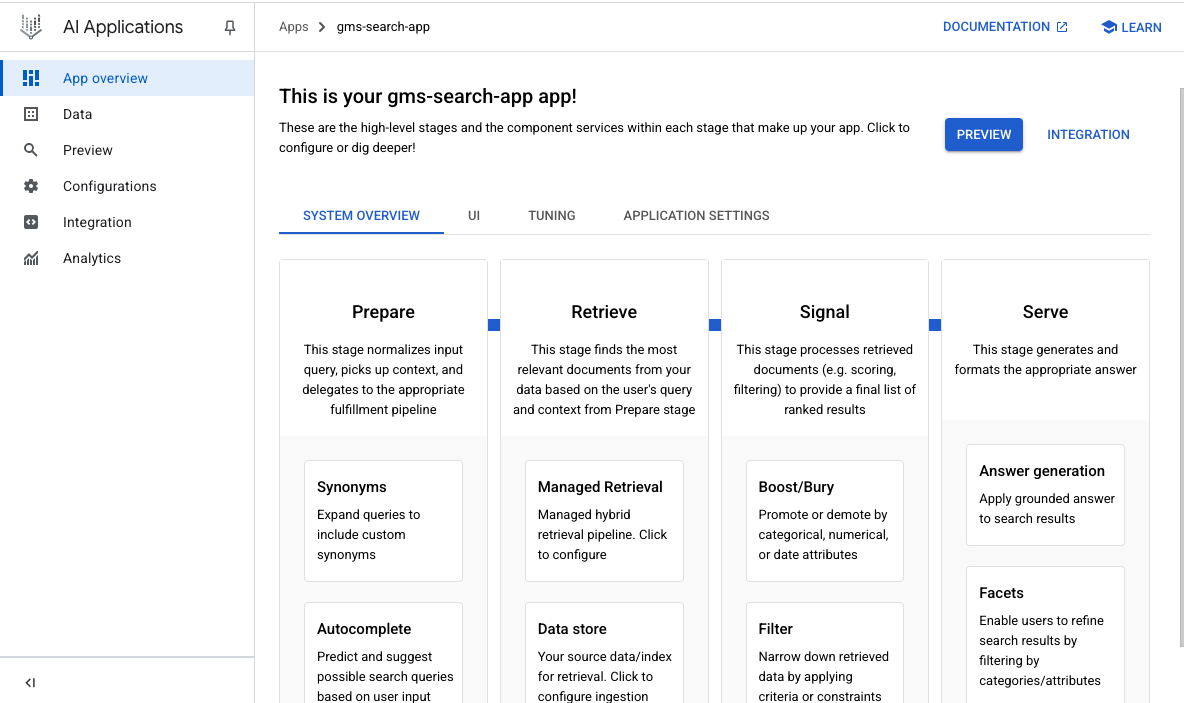 AI Applications
App overview
Data
Preview
Configurations
Integration
Analytics
Apps
gms-search-app
DOCUMENTATION
LEARN
This is your gms-search-app app!
These are the high-level stages and the component services within each stage that make up your app. Click to
configure or dig deeper!
PREVIEW
INTEGRATION
SYSTEM OVERVIEW
UI
TUNING
APPLICATION SETTINGS
Prepare
This stage normalizes input
query, picks up context, and
delegates to the appropriate
fulfillment pipeline
Synonyms
Expand queries to
include custom
synonyms
Autocomplete
Predict and suggest
possible search queries
based on user input
Retrieve
This stage finds the most
relevant documents from your
data based on the user's query
and context from Prepare stage
Managed Retrieval
Managed hybrid
retrieval pipeline. Click
to configure
Data store
Your source data/index
for retrieval. Click to
configure ingestion
Signal
This stage processes retrieved
documents (e.g. scoring,
filtering) to provide a final list of
ranked results
Boost/Bury
Promote or demote by
categorical, numerical,
or date attributes
Filter
Narrow down retrieved
data by applying
criteria or constraints
Serve
This stage generates and
formats the appropriate answer
Answer generation
Apply grounded answer
to search results
Facets
Enable users to refine
search results by
filtering by
categories/attributes